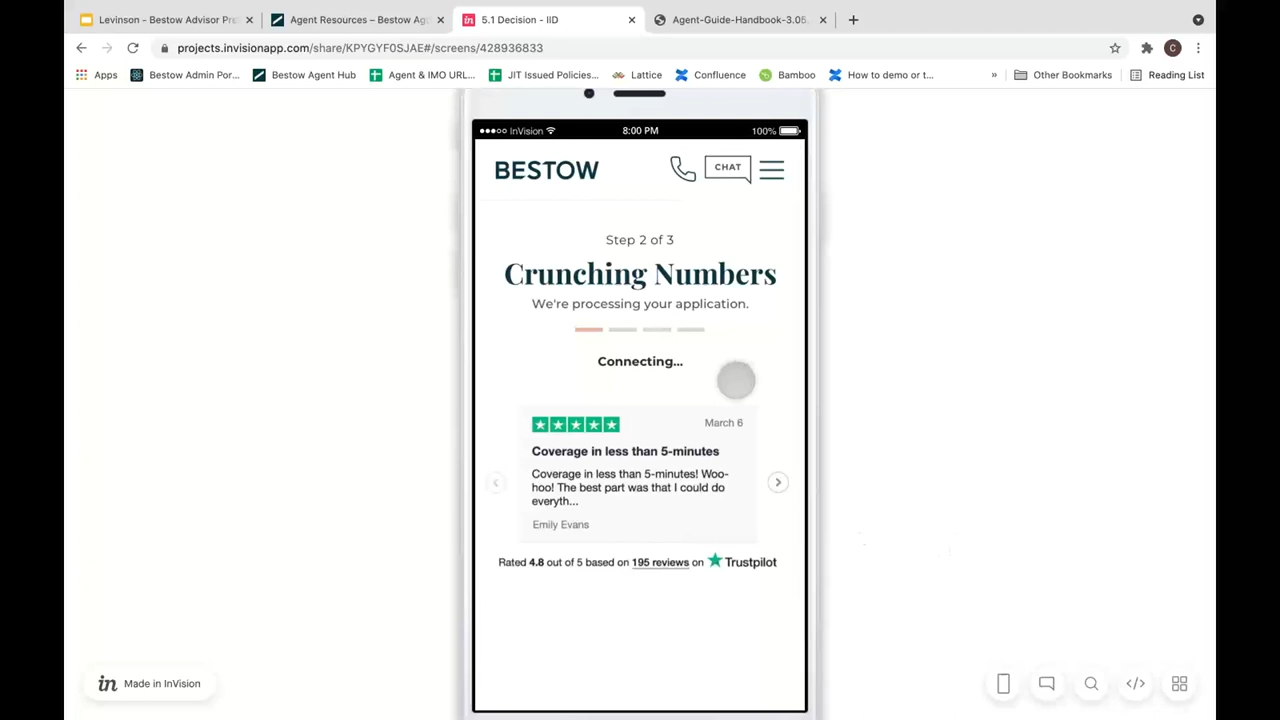 Levinson - Bestow Advisor Pre
Agent Resources – Bestow Age
in 5.1 Decision - IID
Agent-Guide-Handbook-3.05.
projects.invisionapp.com/share/KPYGYF0SJAE#/screens/428936833
C
Apps
Bestow Admin Por...
Bestow Agent Hub
Agent & IMO URL...
JIT Issued Policies...
Lattice
Confluence
Bamboo
How to demo or t...
»
Other Bookmarks
Reading List
InVision
8:00 PM
100%
BESTOW
CHAT
Step 2 of 3
Crunching Numbers
We're processing your application.
Connecting...
March 6
Coverage in less than 5-minutes
Coverage in less than 5-minutes! Woo-
hoo! The best part was that I could do
everyth...
Emily Evans
Rated 4.8 out of 5 based on 195 reviews on Trustpilot
in Made in InVision